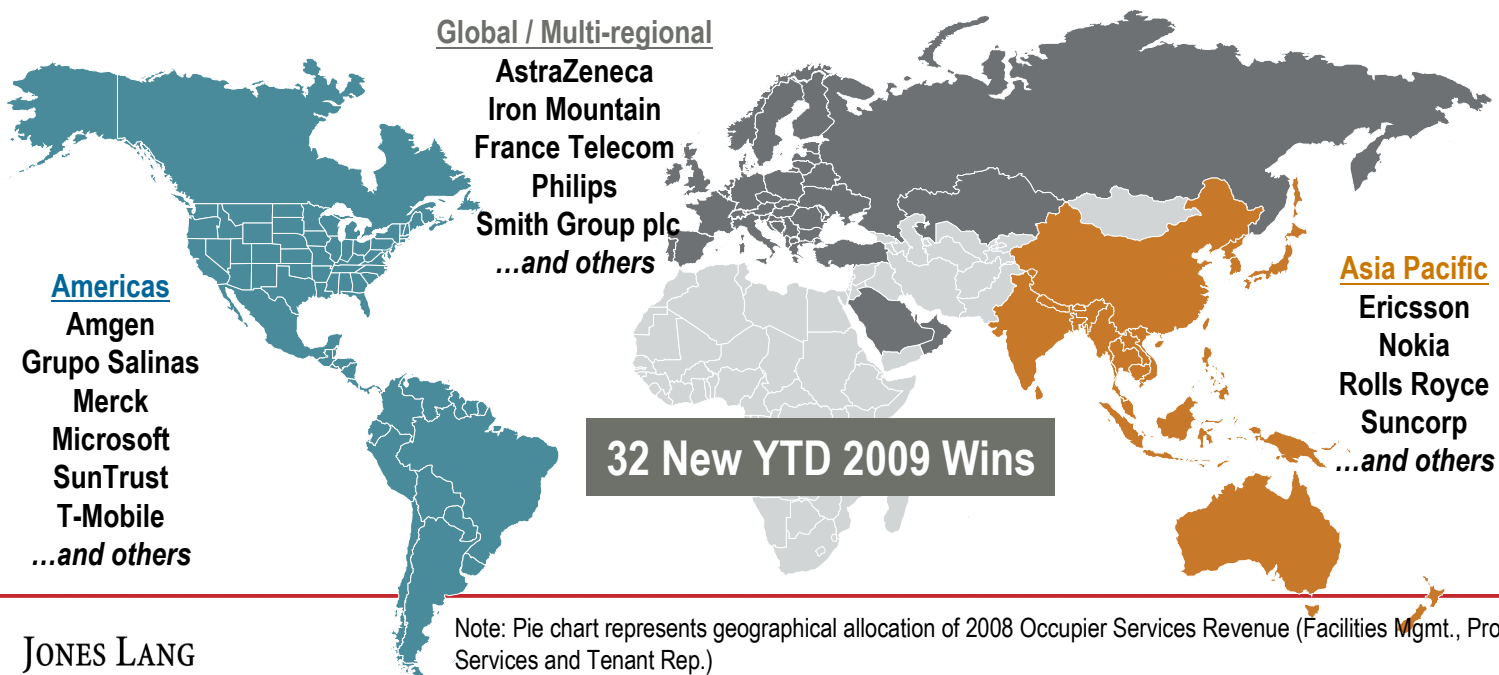 Global / Multi-regional
AstraZeneca
Iron Mountain
France Telecom
Philips
Smith Group plc
...and others
Americas
Amgen
Grupo Salinas
Merck
Microsoft
SunTrust
T-Mobile
...and others
Asia Pacific
Ericsson
Nokia
Rolls Royce
Suncorp
...and others
32 New YTD 2009 Wins
JONES LANG
Note: Pie chart represents geographical allocation of 2008 Occupier Services Revenue (Facilities Mgmt., Pro
Services and Tenant Rep.)